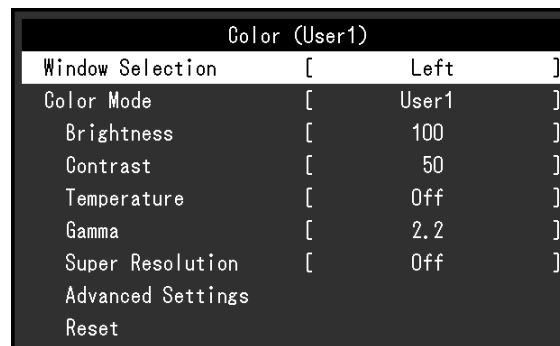 Color (User1)
Window Selection [ Left ]
Color Mode [ User1 ]
Brightness [ 100 ]
Contrast [ 50 ]
Temperature [ Off ]
Gamma [ 2.2 ]
Super Resolution [ Off ]
Advanced Settings
Reset